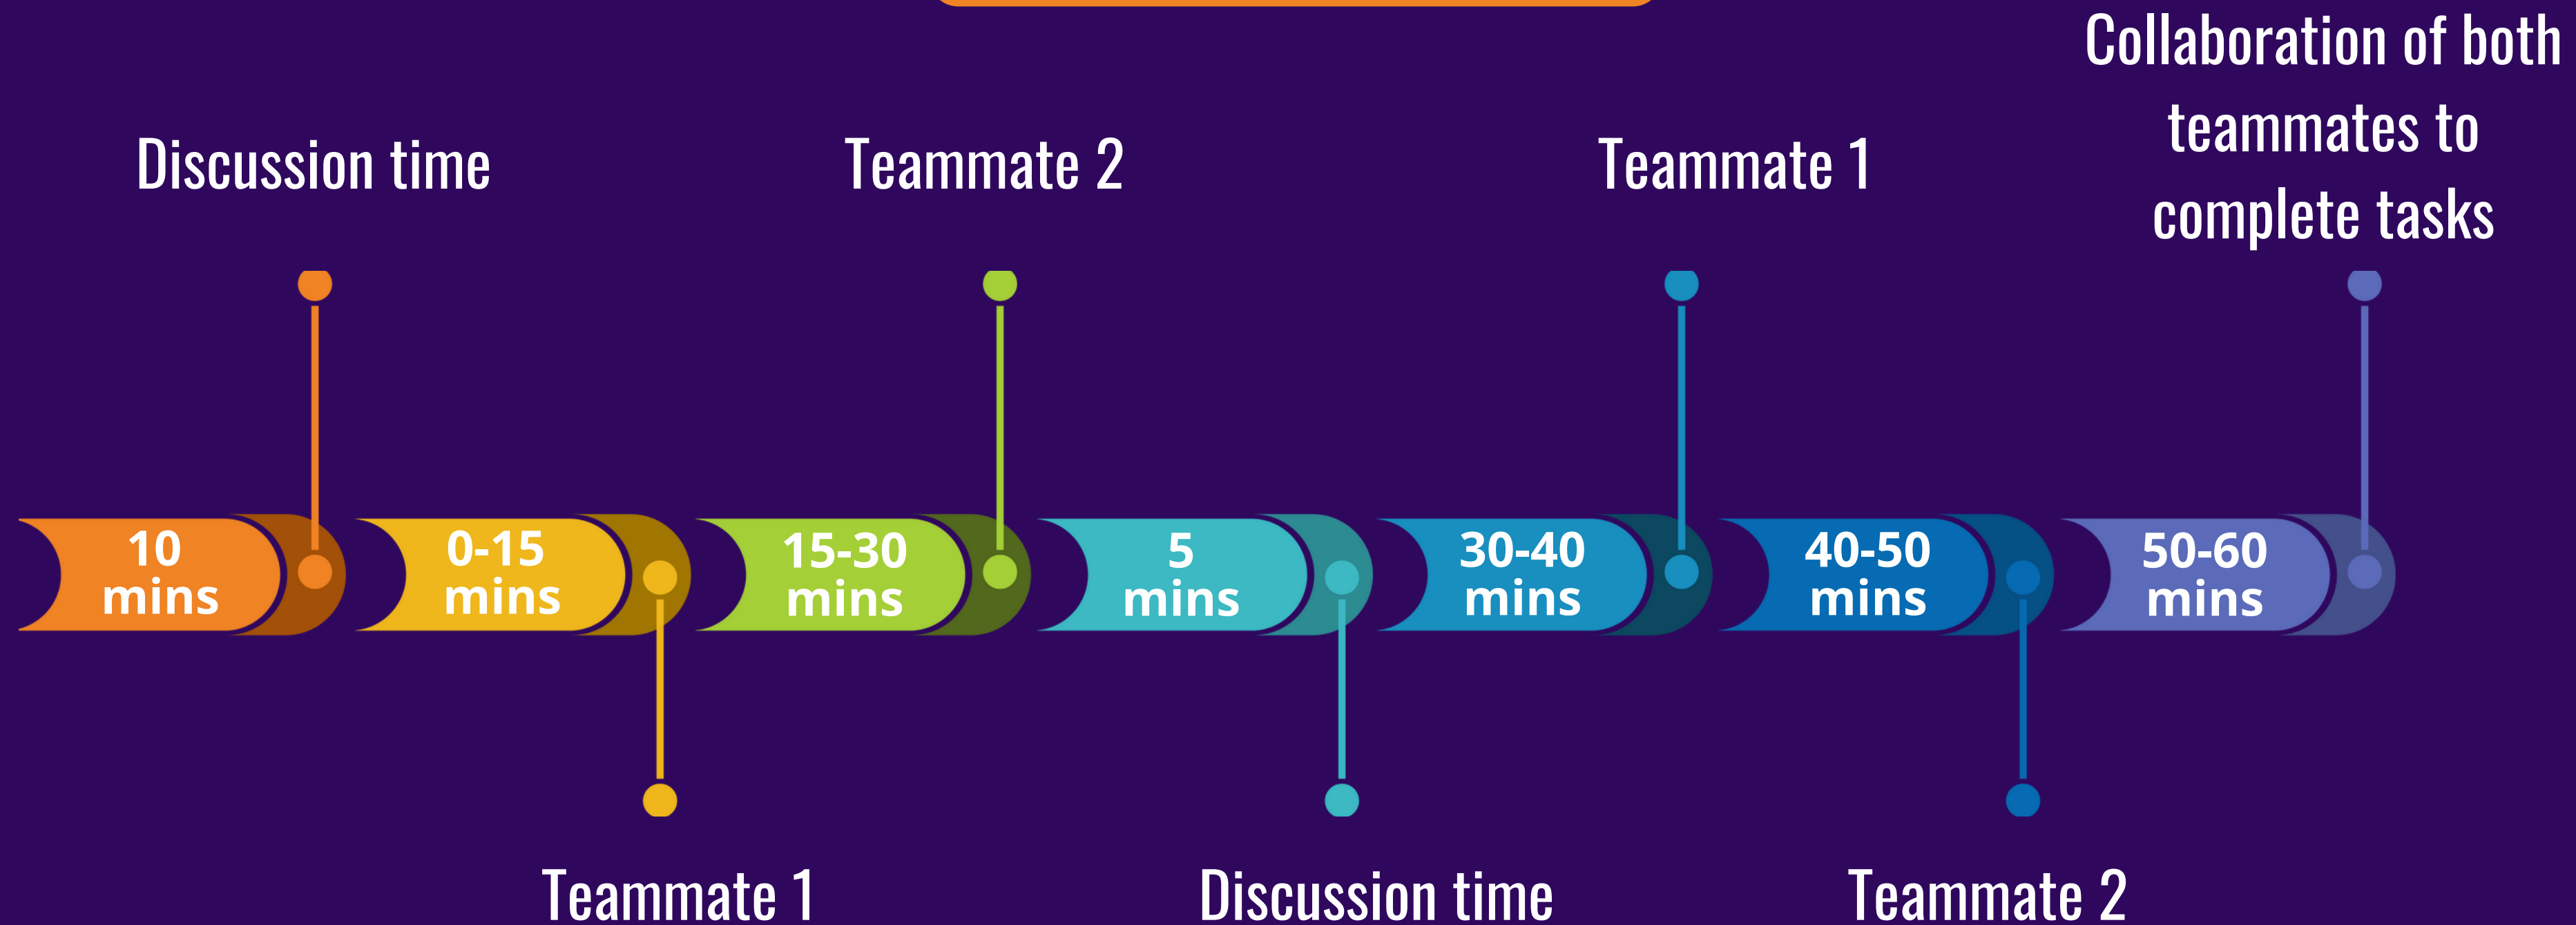 Collaboration of both
teammates to
complete tasks
Discussion time
Teammate 2
Teammate 1
10
mins
0-15
mins
15-30
mins
5
mins
30-40
mins
40-50
mins
50-60
mins
Teammate 1
Discussion time
Teammate 2